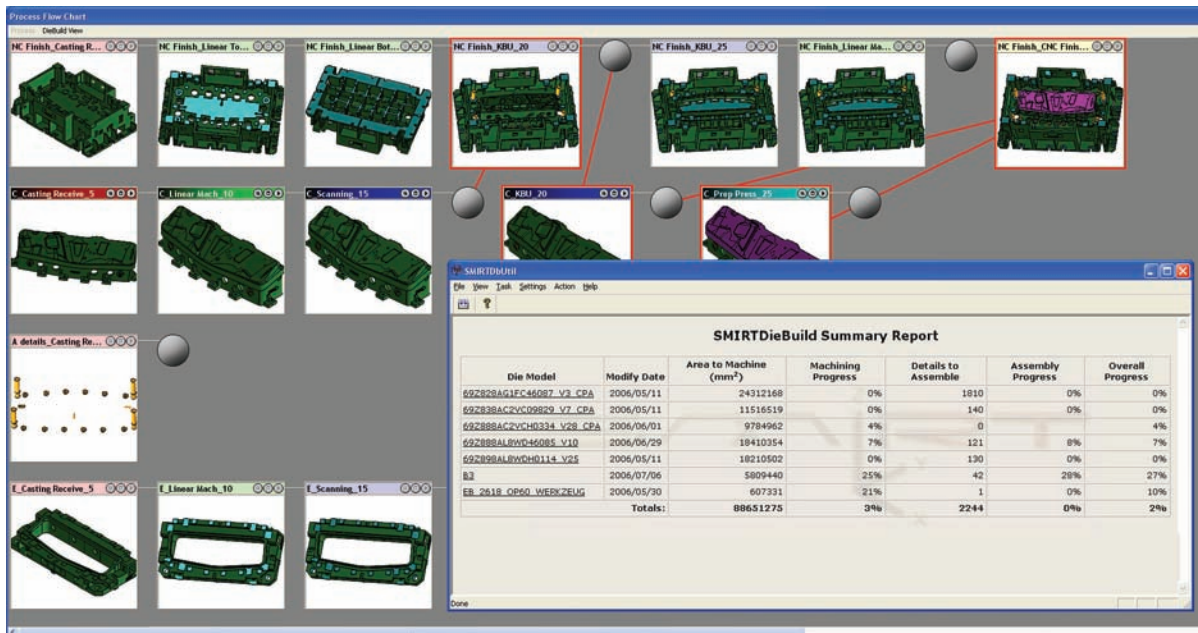 Process Flow Chart
Process DieBuild View
NC Finish_Casting R...
NC Finish_Linear To...
NC Finish_Linear Bot...
NC Finish_KBU_20
NC Finish_KBU_25
NC Finish_Linear Ma...
NC Finish_CNC Finis...
C_Casting Receive_5
C_Linear Mach_10
C_Scanning_15
C_KBU_20
C_Prep Press_25
SMIRTDbUtil
File View Task Settings Action Help
SMIRTDieBuild Summary Report
Die Model Modify Date Area to Machine (mm²) Machining Progress Details to Assemble Assembly Progress Overall Progress
69Z828AG1FC46087_V3_CPA 2006/05/11 24312168 0% 1810 0% 0%
69Z838AC2VC09829_V7_CPA 2006/05/11 11516519 0% 140 0% 0%
69Z888AC2VCH0334_V28_CPA 2006/06/01 9784962 4% 0 4%
69Z888AL8WD46085_V10 2006/06/29 18410354 7% 121 8% 7%
69Z898AL8WDH0114_V25 2006/05/11 18210502 0% 130 0% 0%
B3 2006/07/06 5809440 25% 42 28% 27%
EB_2618_OP60_WERKZEUG 2006/05/30 607331 21% 1 0% 10%
Totals: 88651275 3% 2244 0% 2%
A details_Casting Re...
E_Casting Receive_5
E_Linear Mach_10
E_Scanning_15
Done